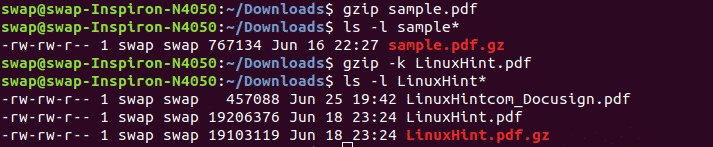 swap@swap-Inspiron-N4050:~/Downloads$ gzip sample.pdf
swap@swap-Inspiron-N4050:~/Downloads$ ls -l sample*
-rw-rw-r-- 1 swap swap 767134 Jun 16 22:27 sample.pdf.gz
swap@swap-Inspiron-N4050:~/Downloads$ gzip -k LinuxHint.pdf
swap@swap-Inspiron-N4050:~/Downloads$ ls -l LinuxHint*
-rw-rw-r-- 1 swap swap   457088 Jun 25 19:42 LinuxHintcom_Docusign.pdf
-rw-rw-r-- 1 swap swap 19206376 Jun 18 23:24 LinuxHint.pdf
-rw-rw-r-- 1 swap swap 19103119 Jun 18 23:24 LinuxHint.pdf.gz